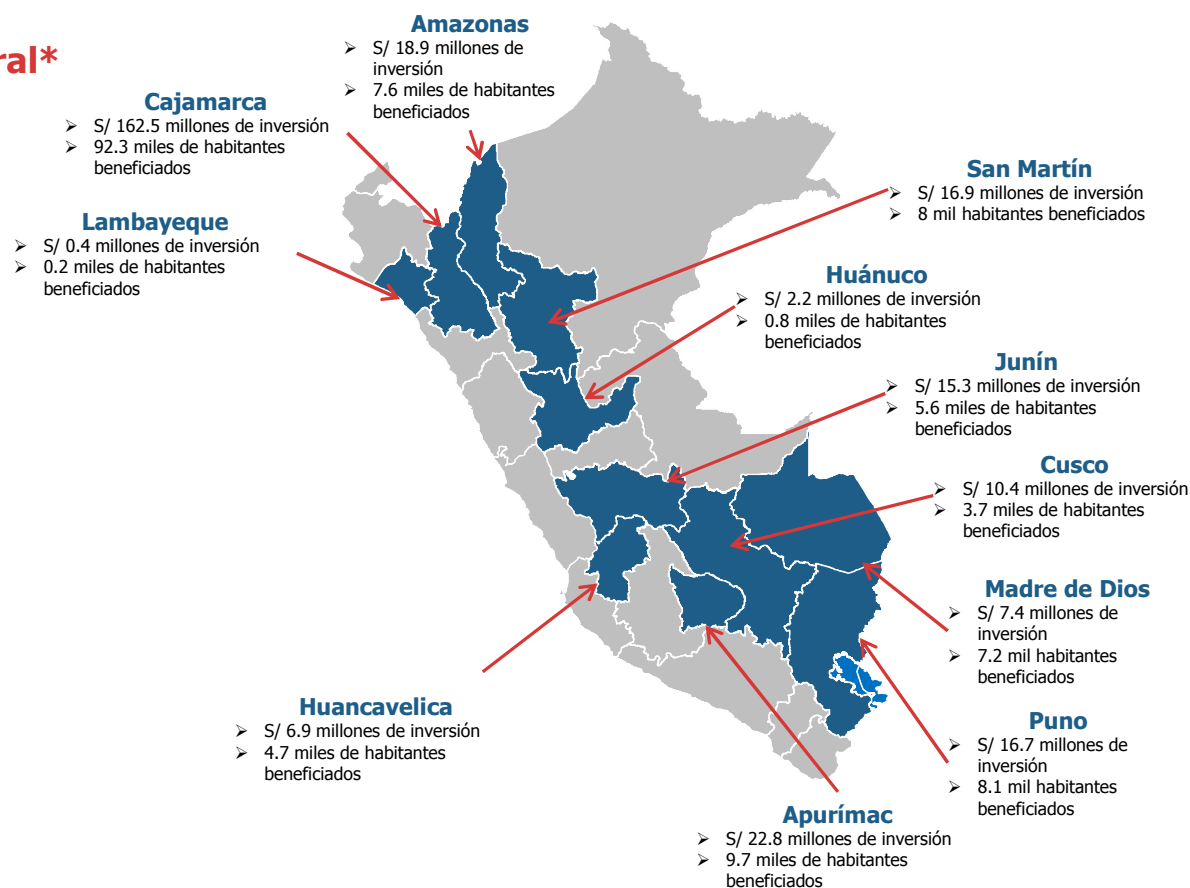 ral*
Amazonas
➢ S/ 18.9 millones de
inversión
➢ 7.6 miles de habitantes
beneficiados
Cajamarca
➢ S/ 162.5 millones de inversión
➢ 92.3 miles de habitantes
beneficiados
Lambayeque
➢ S/ 0.4 millones de inversión
➢ 0.2 miles de habitantes
beneficiados
San Martín
➢ S/ 16.9 millones de inversión
➢ 8 mil habitantes beneficiados
Huánuco
➢ S/ 2.2 millones de inversión
➢ 0.8 miles de habitantes
beneficiados
Junín
➢ S/ 15.3 millones de inversión
➢ 5.6 miles de habitantes
beneficiados
Cusco
➢ S/ 10.4 millones de inversión
➢ 3.7 miles de habitantes
beneficiados
Madre de Dios
➢ S/ 7.4 millones de
inversión
➢ 7.2 mil habitantes
beneficiados
Puno
➢ S/ 16.7 millones de
inversión
➢ 8.1 mil habitantes
beneficiados
Huancavelica
➢ S/ 6.9 millones de inversión
➢ 4.7 miles de habitantes
beneficiados
Apurímac
➢ S/ 22.8 millones de inversión
➢ 9.7 miles de habitantes
beneficiados